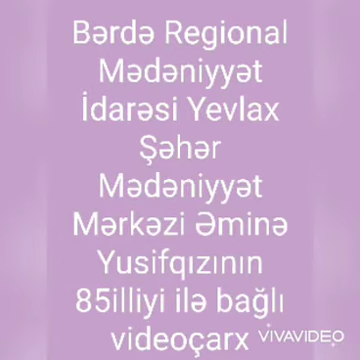 Bərdə Regional
Mədəniyyət
İdarəsi Yevlax
Şəhər
Mədəniyyət
Mərkəzi Əminə
Yusifqızının
85illiyi ilə bağlı
videoçarx
VIVAVIDEO